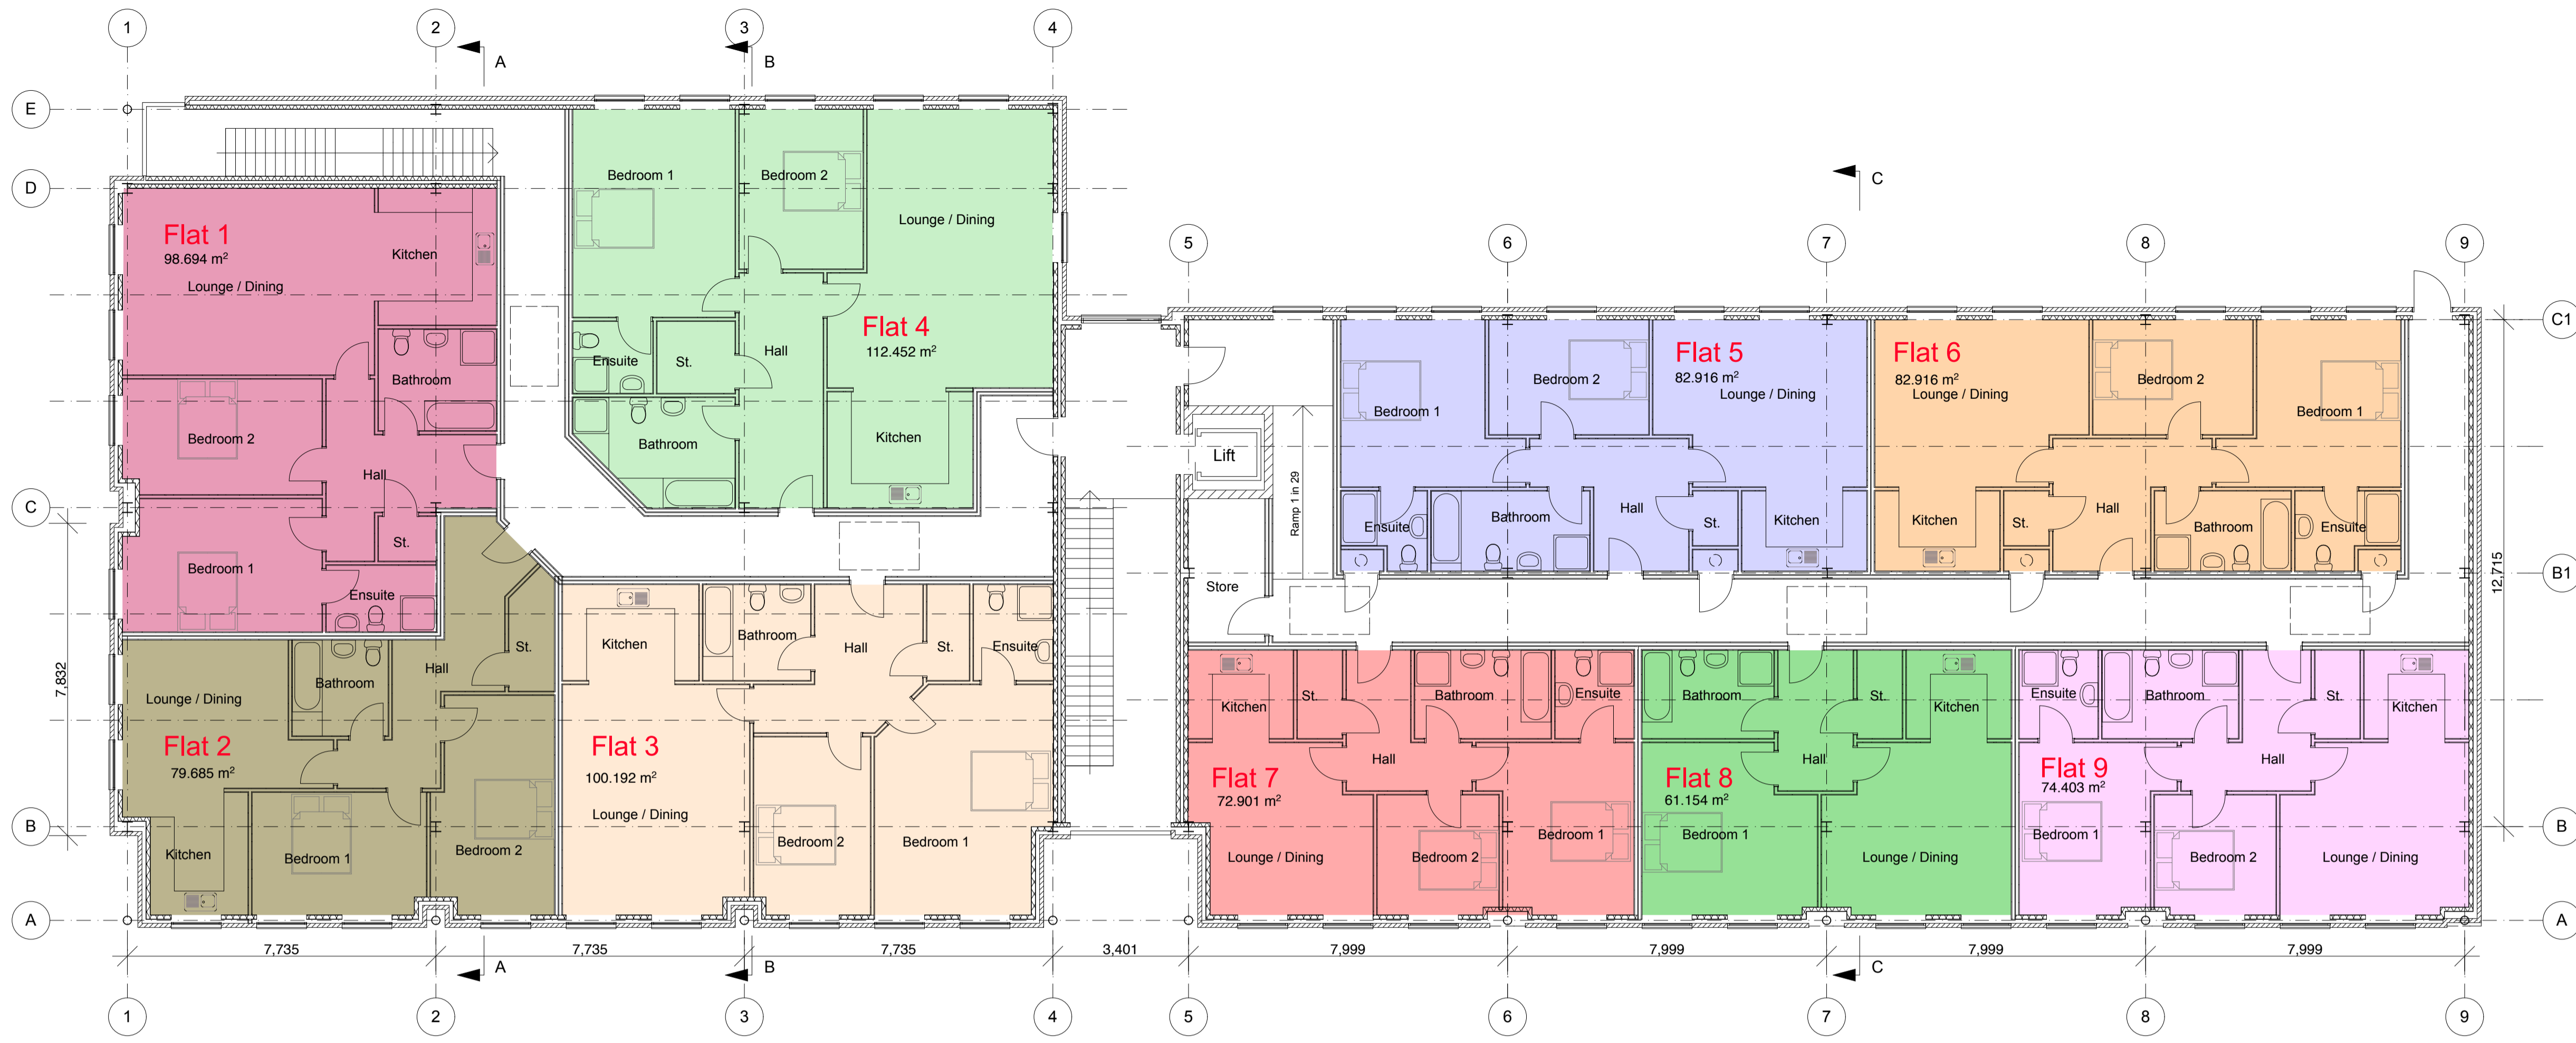 1
2
3
4
A
B
E
D
C
B
A
C
5
6
7
8
9
C1
B1
B
A
Flat 1
98.694 m²
Lounge / Dining
Kitchen
Bathroom
Bedroom 2
Hall
St.
Bedroom 1
Ensuite
Bedroom 1
Bedroom 2
Lounge / Dining
Flat 4
112.452 m²
Ensuite
St.
Hall
Bathroom
Kitchen
Lounge / Dining
Flat 2
79.685 m²
Bathroom
Hall
St.
Kitchen
Bedroom 1
Bedroom 2
Kitchen
Bathroom
Hall
St.
Ensuite
Flat 3
100.192 m²
Lounge / Dining
Bedroom 2
Bedroom 1
Lift
Ramp 1 in 29
Store
Flat 5
82.916 m²
Lounge / Dining
Bedroom 2
Bedroom 1
Ensuite
Bathroom
Hall
St.
Kitchen
Flat 6
82.916 m²
Lounge / Dining
Bedroom 2
Bedroom 1
Kitchen
St.
Hall
Bathroom
Ensuite
Kitchen
St.
Bathroom
Ensuite
Hall
Flat 7
72.901 m²
Lounge / Dining
Bedroom 2
Bedroom 1
Bathroom
St.
Kitchen
Hall
Flat 8
61.154 m²
Bedroom 1
Lounge / Dining
Ensuite
Bathroom
St.
Kitchen
Hall
Flat 9
74.403 m²
Bedroom 1
Bedroom 2
Lounge / Dining
7,832
12,715
7,735
7,735
7,735
3,401
7,999
7,999
7,999
7,999
A
B
C
1
2
3
4
5
6
7
8
9